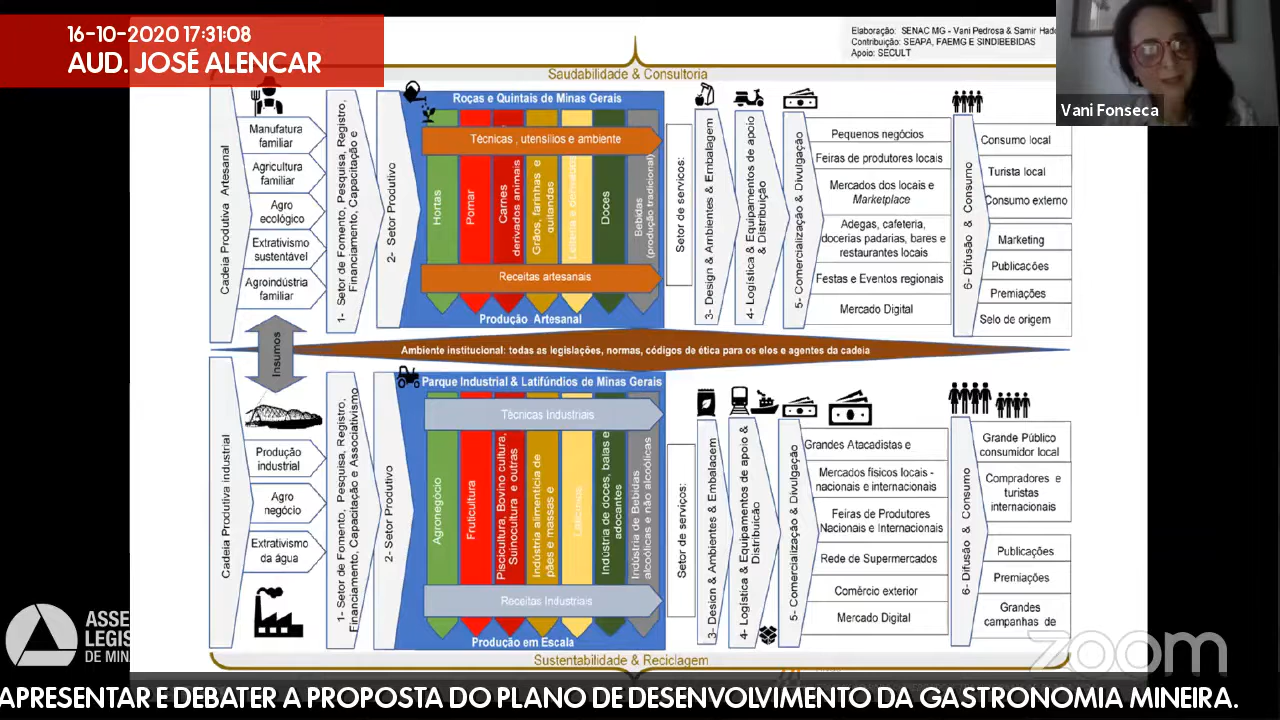 16-10-2020 17:31:08
AUD. JOSÉ ALENCAR
Elaboração: SENAC MG - Vani Pedrosa & Samir
Contribuição: SEAPA, FAEMG E SINDIBEBIDAS
Apoio: SECULT
Vani Fonseca
Saudabilidade & Consultoria
Cadeia Produtiva Artesanal
Manufatura
familiar
Agricultura
familiar
Agro
ecológico
Extrativismo
sustentável
Agroindústria
familiar
1- Setor de Fomento, Pesquisa, Registro,
Financiamento, Capacitação e
2- Setor Produtivo
Roças e Quintais de Minas Gerais
Técnicas , utensílios e ambiente
Hortas
Pomar
Carnes
derivados animais
Grãos, farinhas e
quitandas
Doces
Bebidas
(produção tradicional)
Receitas artesanais
Produção Artesanal
Setor de serviços:
3- Design & Ambientes & Embalagem
4- Logística & Equipamentos de apoio
& Distribuição
5- Comercialização & Divulgação
Pequenos negócios
Feiras de produtores locais
Mercados dos locais e
Marketplace
Adegas, cafeteria,
docerias padarias, bares e
restaurantes locais
Festas e Eventos regionais
Mercado Digital
6- Difusão & Consumo
Consumo local
Turista local
Consumo externo
Marketing
Publicações
Premiações
Selo de origem
Insumos
Ambiente institucional: todas as legislações, normas, códigos de ética para os elos e agentes da cadeia
Cadeia Produtiva industrial
Produção
industrial
Agro
negócio
Extrativismo
da água
1- Setor de Fomento, Pesquisa, Registro,
Financiamento, Capacitação e Associativismo
2- Setor Produtivo
Parque Industrial & Latifúndios de Minas Gerais
Técnicas Industriais
Agronegócio
Fruticultura
Piscicultura, Bovino cultura,
Suinocultura e outras
Indústria alimentícia de
pães e massas e
Laticínios
Indústria de doces, balas e
adocantes
Indústria de Bebidas
alcoólicas e não alcoólicas
Receitas Industriais
Produção em Escala
Setor de serviços:
3- Design & Ambientes & Embalagem
4- Logística & Equipamentos de apoio &
Distribuição
5- Comercialização & Divulgação
Grandes Atacadistas e
Mercados físicos locais -
nacionais e internacionais
Feiras de Produtores
Nacionais e Internacionais
Rede de Supermercados
Comércio exterior
Mercado Digital
6- Difusão & Consumo
Grande Público
consumidor local
Compradores e
turistas
internacionais
Publicações
Premiações
Grandes
campanhas de
Sustentabilidade & Reciclagem
ASSE
LEGIS
DE MINA
zoom
APRESENTAR E DEBATER A PROPOSTA DO PLANO DE DESENVOLVIMENTO DA GASTRONOMIA MINEIRA.